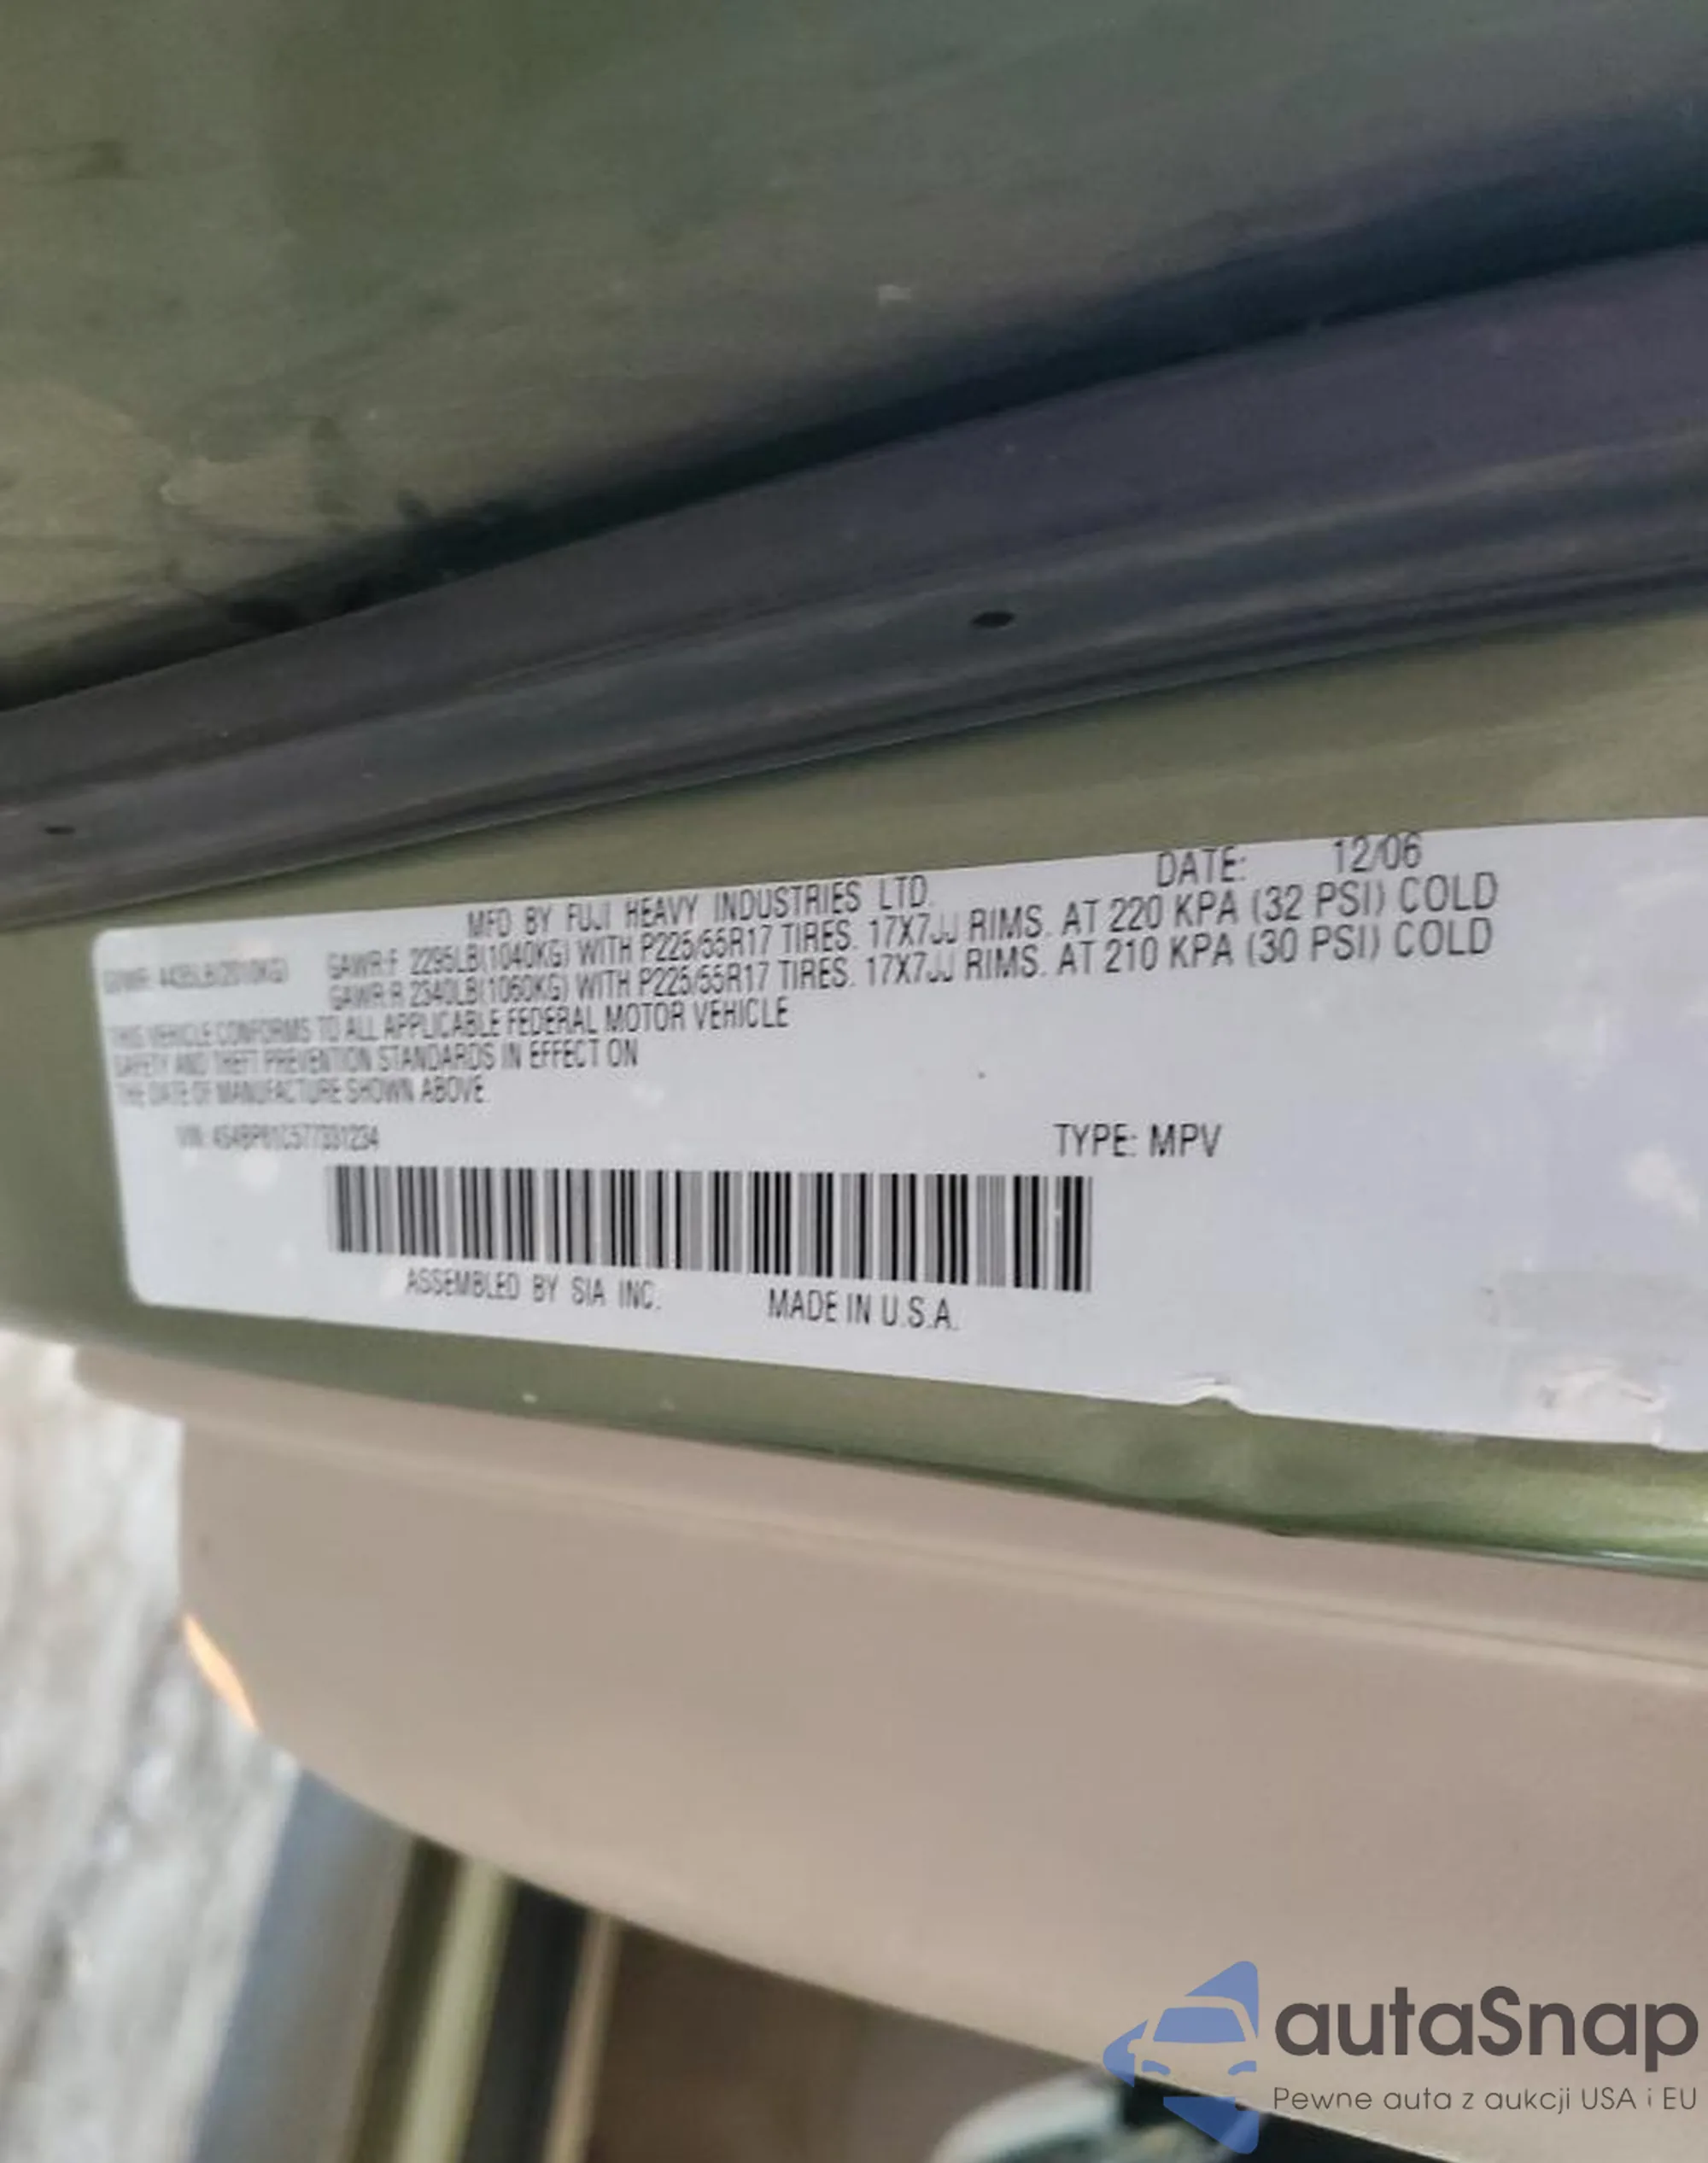 MFD BY FUJI HEAVY INDUSTRIES LTD. DATE: 12/06
GVWR: 4435LB(2010KG) GAWR:F 2295LB(1040KG) WITH P225/55R17 TIRES. 17X7JJ RIMS. AT 220 KPA (32 PSI) COLD
GAWR:R 2340LB(1060KG) WITH P225/55R17 TIRES. 17X7JJ RIMS. AT 210 KPA (30 PSI) COLD
THIS VEHICLE CONFORMS TO ALL APPLICABLE FEDERAL MOTOR VEHICLE
SAFETY AND THEFT PREVENTION STANDARDS IN EFFECT ON
THE DATE OF MANUFACTURE SHOWN ABOVE.
VIN: TYPE: MPV
ASSEMBLED BY SIA INC. MADE IN U.S.A.
autaSnap
Pewne auta z aukcji USA i EU